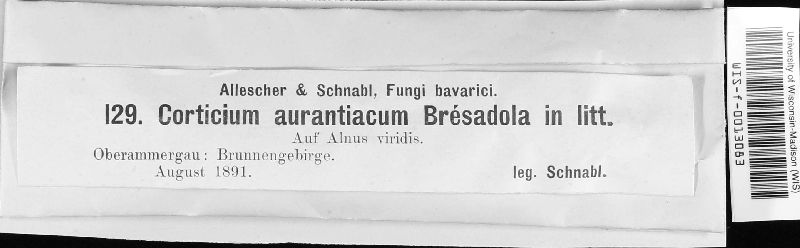 Allescher & Schnabl, Fungi bavarici.
129. Corticium aurantiacum Brésadola in litt.
Auf Alnus viridis.
Oberammergau: Brunnengebirge.
August 1891.
leg. Schnabl.
University of Wisconsin-Madison (WIS)
WIS-f-0013063